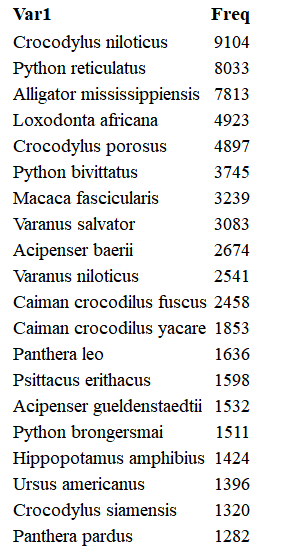 Var1 Freq
Crocodylus niloticus 9104
Python reticulatus 8033
Alligator mississippiensis 7813
Loxodonta africana 4923
Crocodylus porosus 4897
Python bivittatus 3745
Macaca fascicularis 3239
Varanus salvator 3083
Acipenser baerii 2674
Varanus niloticus 2541
Caiman crocodilus fuscus 2458
Caiman crocodilus yacare 1853
Panthera leo 1636
Psittacus erithacus 1598
Acipenser gueldenstaedtii 1532
Python brongersmai 1511
Hippopotamus amphibius 1424
Ursus americanus 1396
Crocodylus siamensis 1320
Panthera pardus 1282